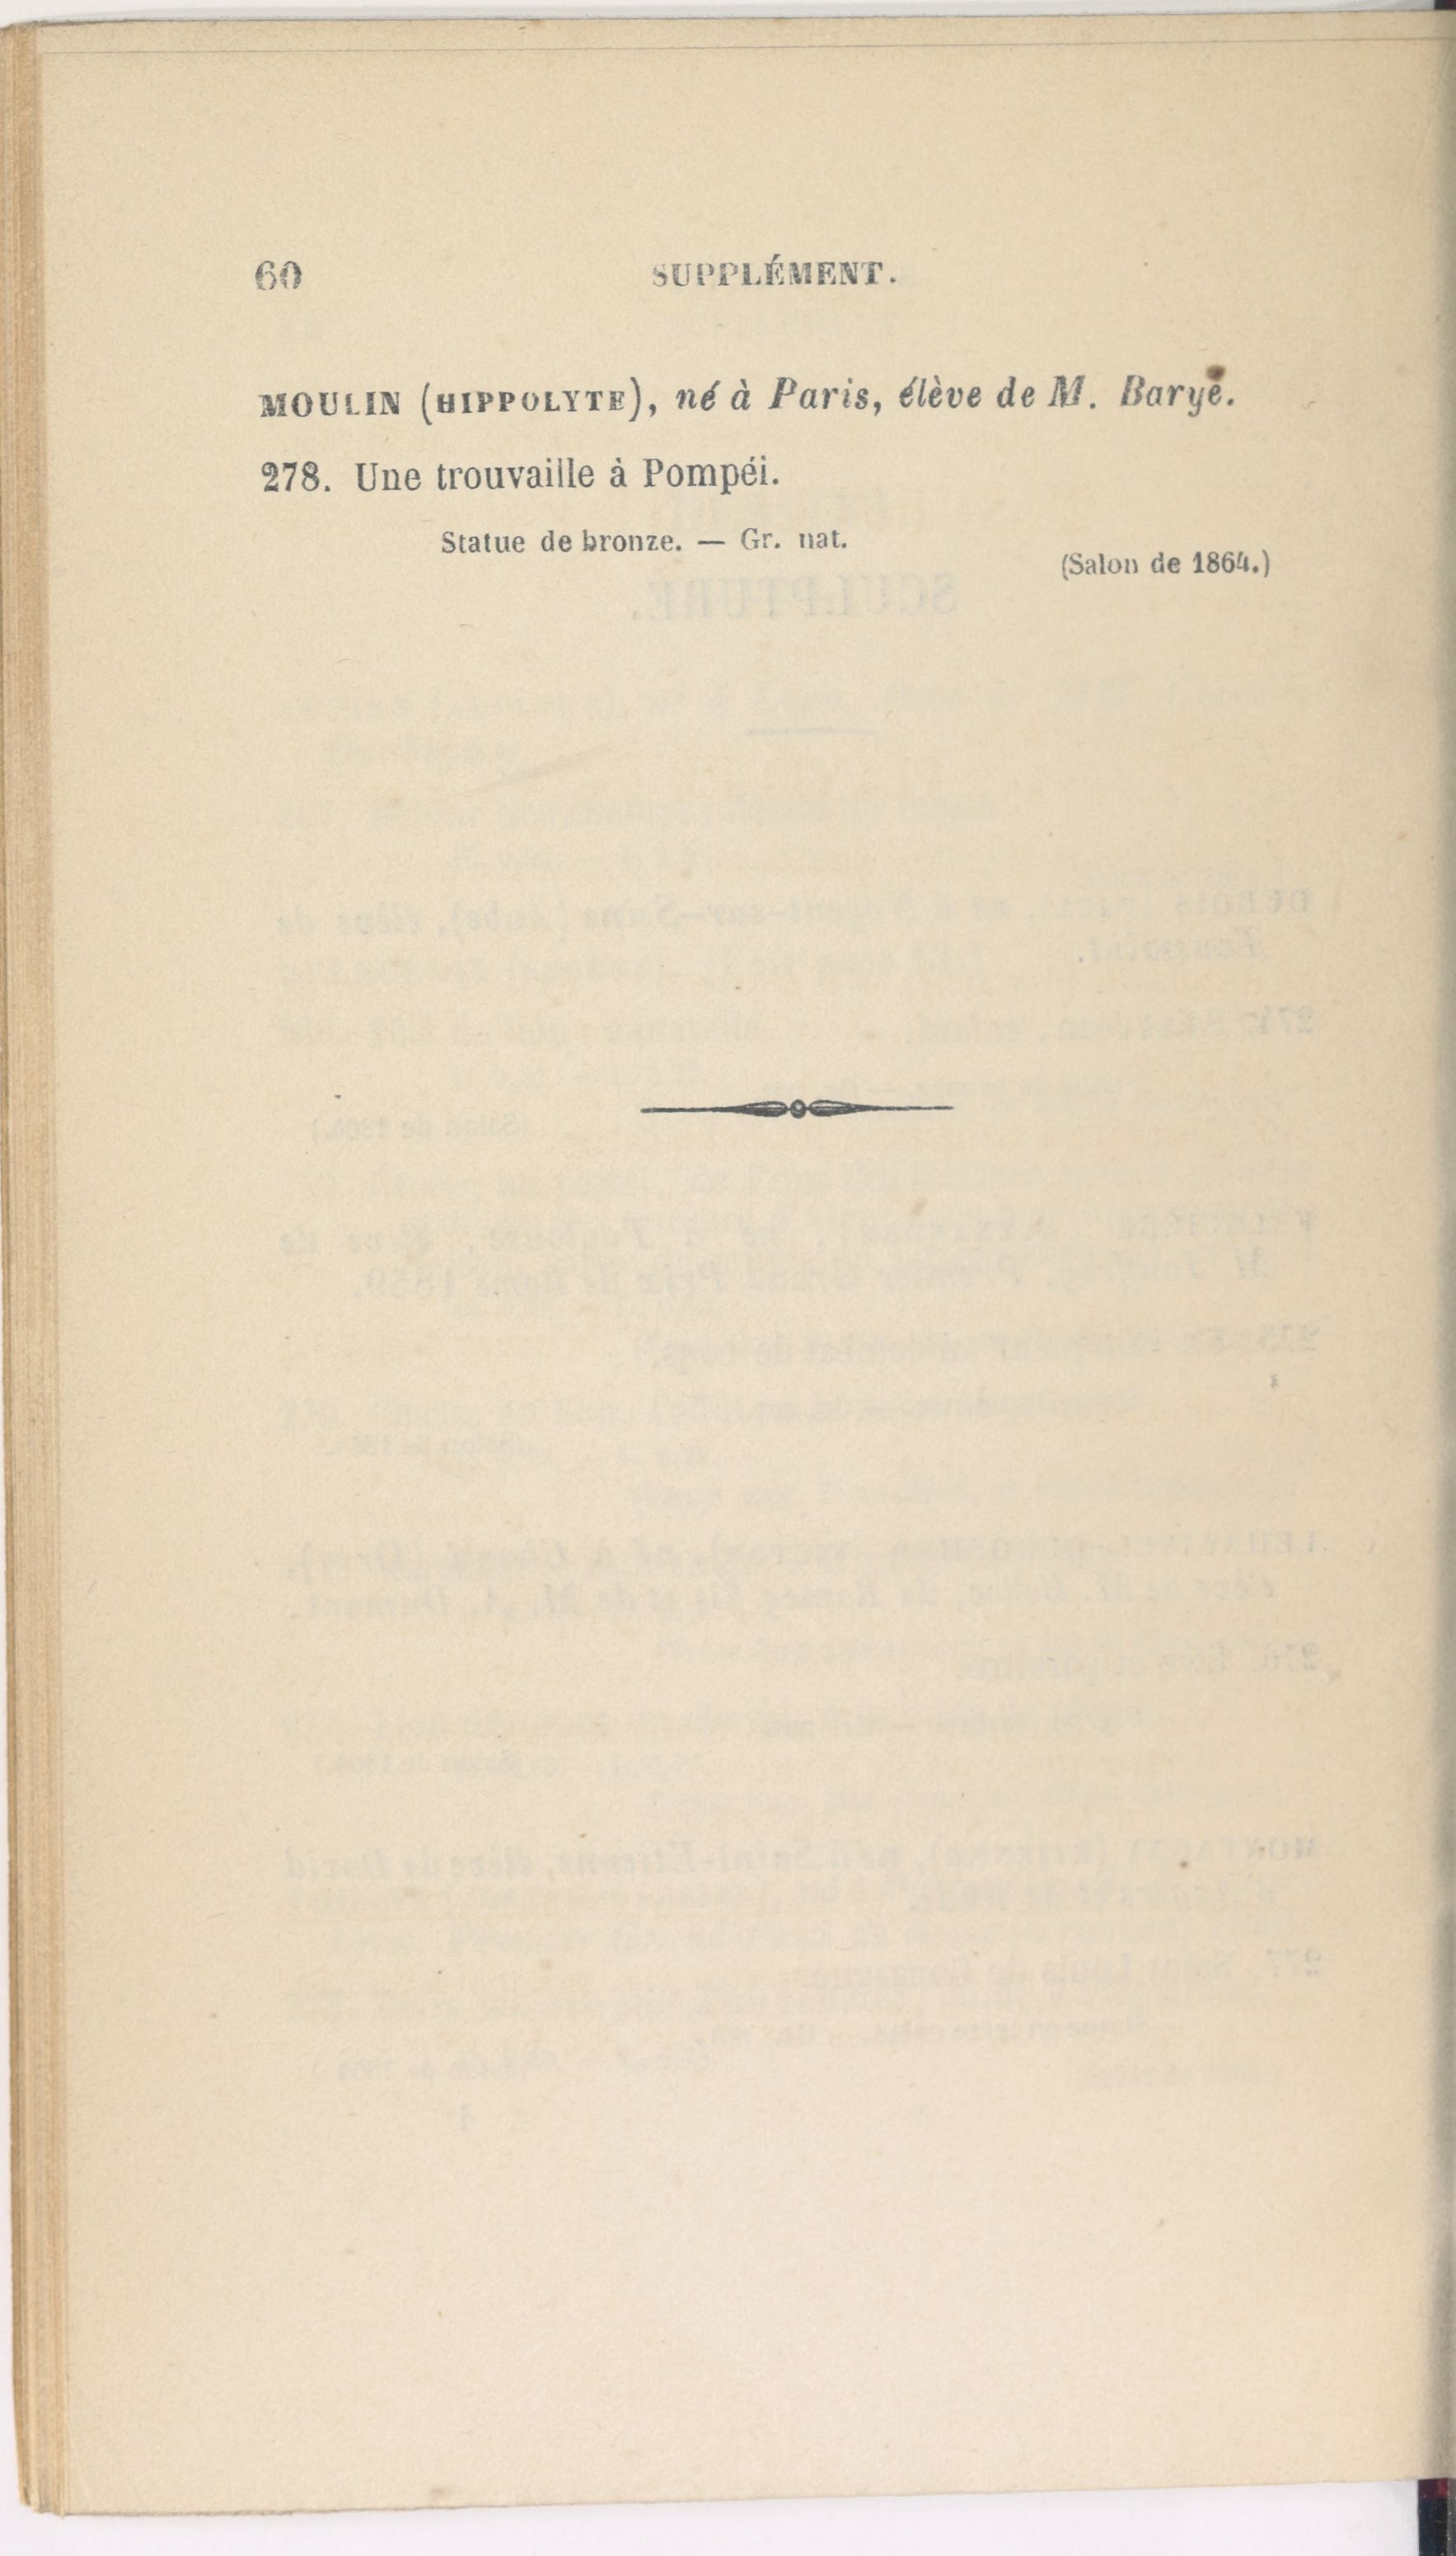 60 SUPPLÉMENT.
MOULIN (HIPPOLYTE), né à Paris, élève de M. Barye.
278. Une trouvaille à Pompéi.
Statue de bronze. — Gr. nat.
(Salon de 1864.)